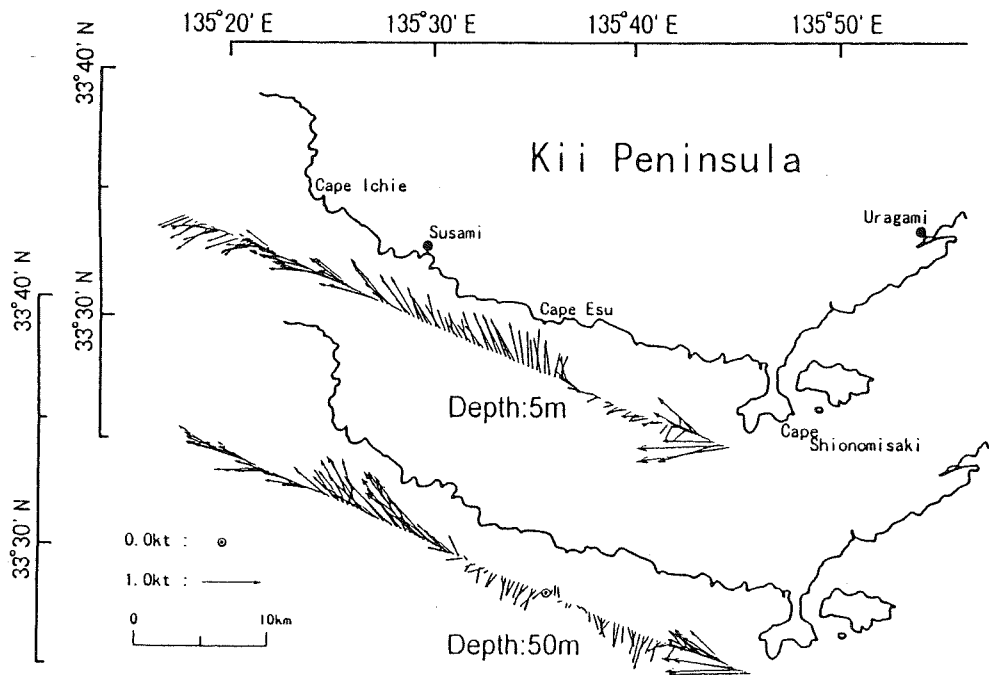 135°20' E 135°30' E 135°40' E 135°50' E
33°40' N
33°30' N
Kii Peninsula
Cape Ichie
Susami
Uragami
Cape Esu
Depth:5m
Cape
Shionomisaki
33°40' N
33°30' N
0.0kt :
1.0kt :
0 10km
Depth:50m